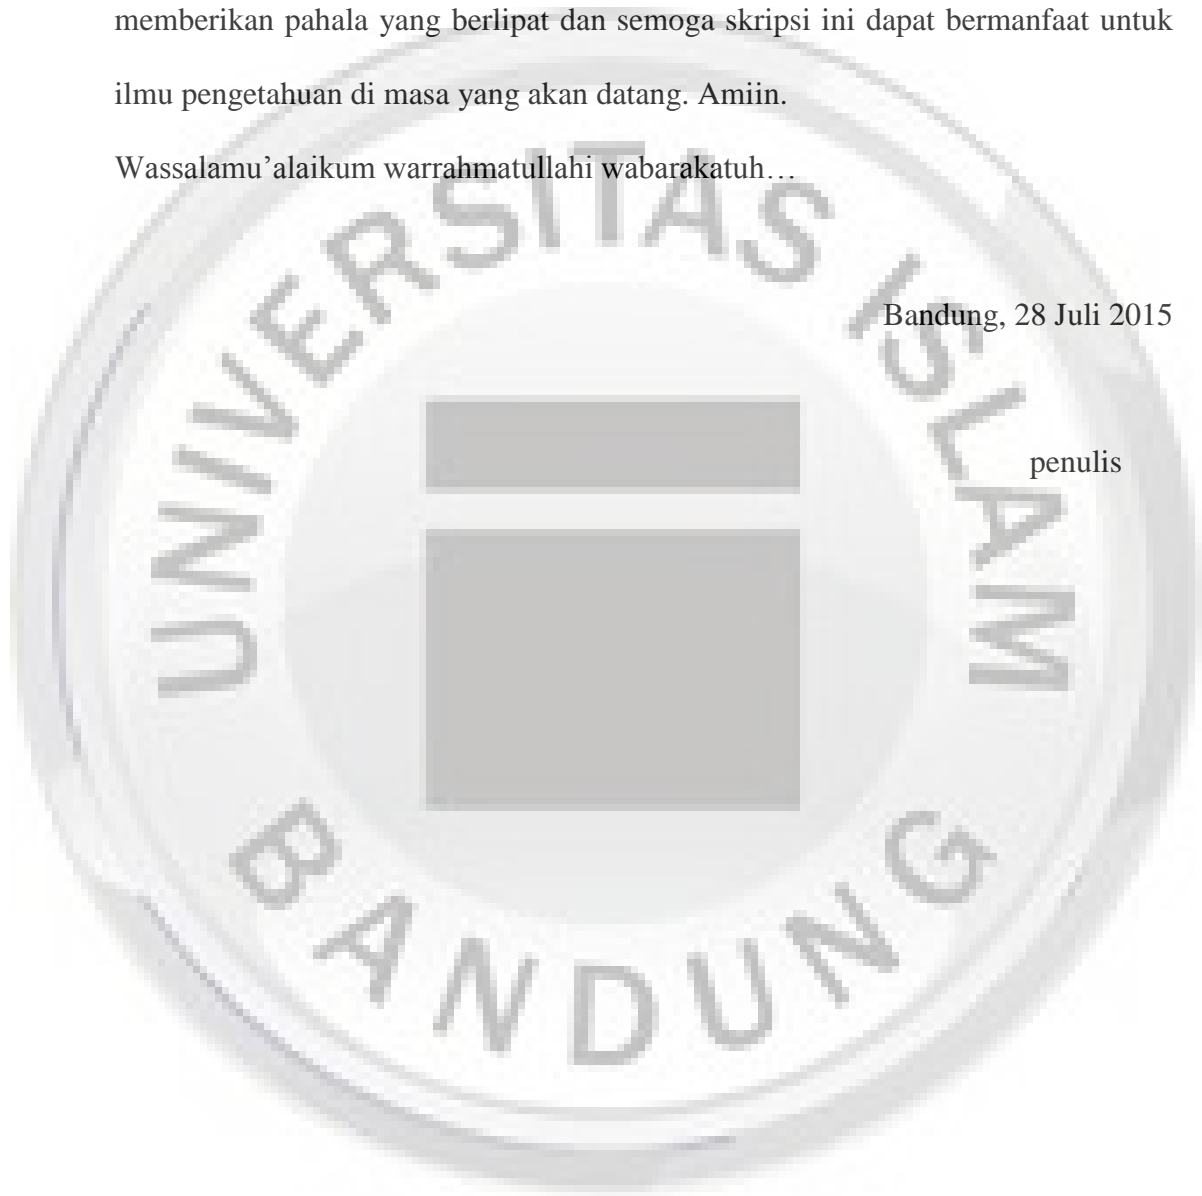 memberikan pahala yang berlipat dan semoga skripsi ini dapat bermanfaat untuk
ilmu pengetahuan di masa yang akan datang. Amiin.
Wassalamu’alaikum warrahmatullahi wabarakatuh…
Bandung, 28 Juli 2015
penulis
UNIVERSITAS ISLAM
BANDUNG